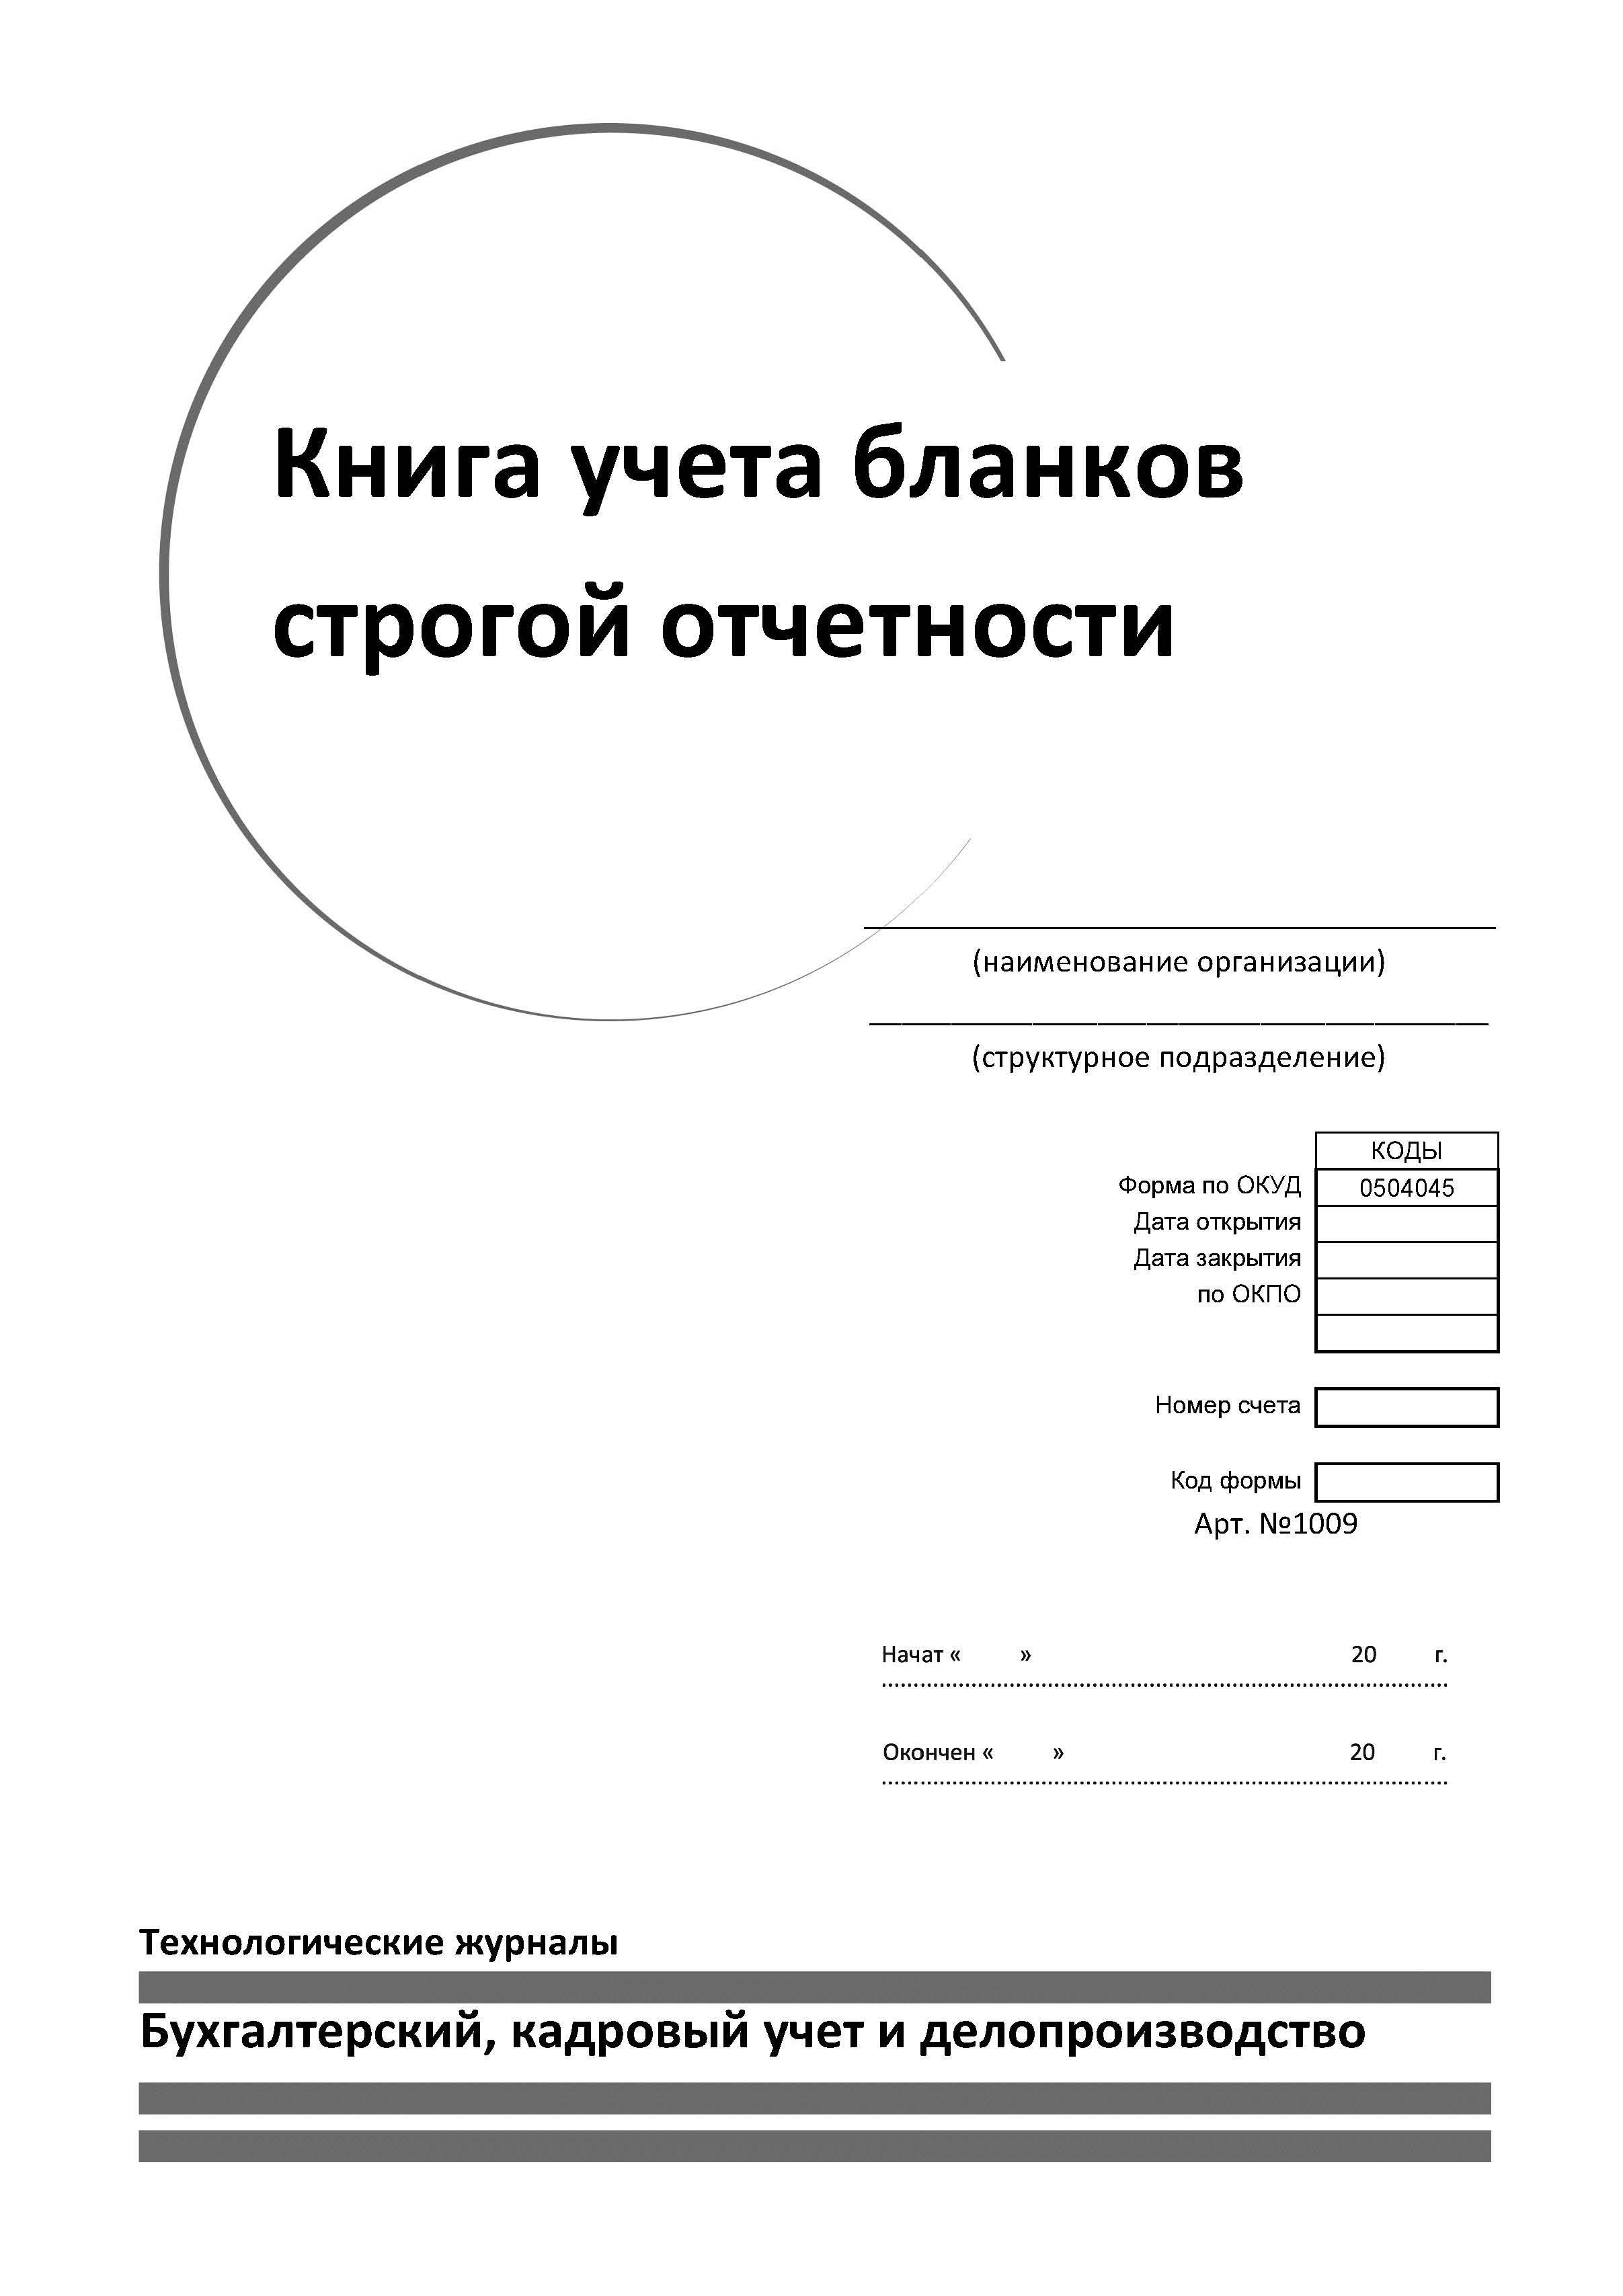 Книга учета бланков
строгой отчетности
(наименование организации)
(структурное подразделение)
КОДЫ
Форма по ОКУД 0504045
Дата открытия
Дата закрытия
по ОКПО
Номер счета
Код формы
Арт. №1009
Начат « » 20 г.
Окончен « » 20 г.
Технологические журналы
Бухгалтерский, кадровый учет и делопроизводство